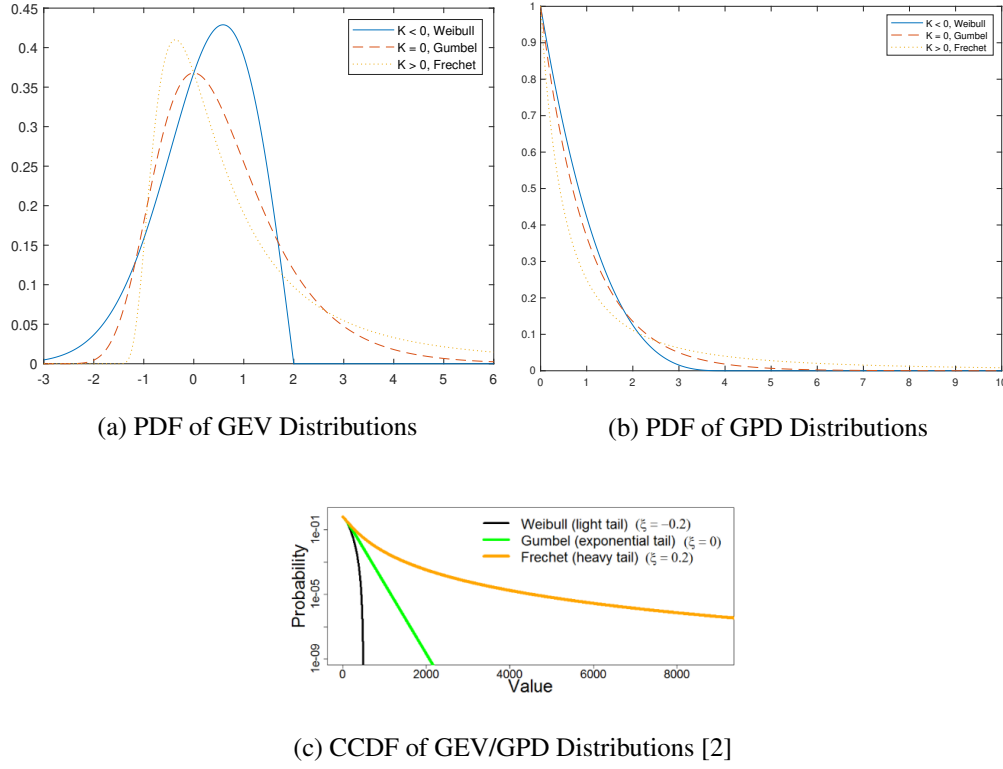 0.45
0.4
0.35
0.3
0.25
0.2
0.15
0.1
0.05
0
-3 -2 -1 0 1 2 3 4 5 6
K < 0, Weibull
K = 0, Gumbel
K > 0, Frechet
(a) PDF of GEV Distributions
1
0.9
0.8
0.7
0.6
0.5
0.4
0.3
0.2
0.1
0
0 1 2 3 4 5 6 7 8 9 10
K < 0, Weibull
K = 0, Gumbel
K > 0, Frechet
(b) PDF of GPD Distributions
Probability
1e-01
1e-05
1e-09
Weibull (light tail) (ξ = −0.2)
Gumbel (exponential tail) (ξ = 0)
Frechet (heavy tail) (ξ = 0.2)
0 2000 4000 6000 8000
Value
(c) CCDF of GEV/GPD Distributions [2]